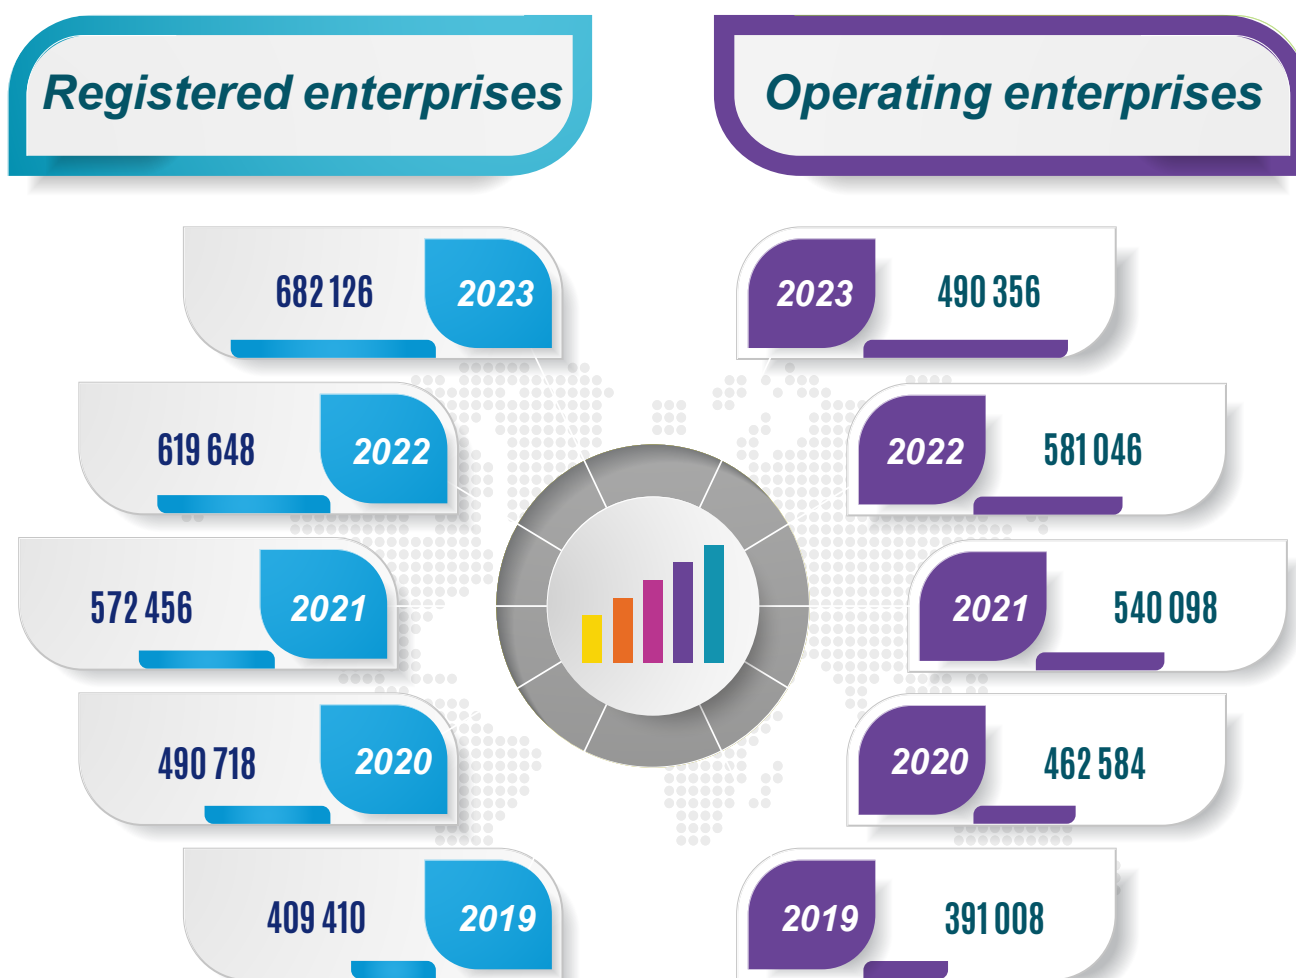 Registered enterprises
Operating enterprises
682 126 2023
2023 490 356
619 648 2022
2022 581 046
572 456 2021
2021 540 098
490 718 2020
2020 462 584
409 410 2019
2019 391 008